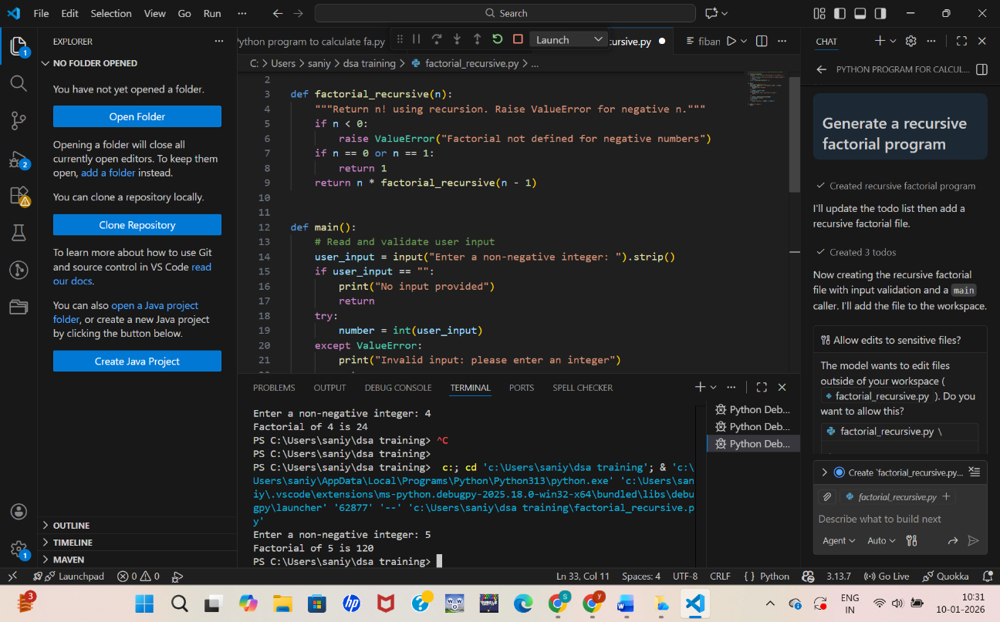 File Edit Selection View Go Run ··· Search
EXPLORER
NO FOLDER OPENED
You have not yet opened a folder.
Open Folder
Opening a folder will close all
currently open editors. To keep them
open, add a folder instead.
You can clone a repository locally.
Clone Repository
To learn more about how to use Git
and source control in VS Code read
our docs.
You can also open a Java project
folder, or create a new Java project
by clicking the button below.
Create Java Project
OUTLINE
TIMELINE
MAVEN
1
2
1
ython program to calculate fa.py
Launch
ursive.py
fiban
C: > Users > saniy > dsa training > factorial_recursive.py > ...
2
3 def factorial_recursive(n):
4 """Return n! using recursion. Raise ValueError for negative n."""
5 if n < 0:
6 raise ValueError("Factorial not defined for negative numbers")
7 if n == 0 or n == 1:
8 return 1
9 return n * factorial_recursive(n - 1)
10
11
12 def main():
13 # Read and validate user input
14 user_input = input("Enter a non-negative integer: ").strip()
15 if user_input == "":
16 print("No input provided")
17 return
18 try:
19 number = int(user_input)
20 except ValueError:
21 print("Invalid input: please enter an integer")
PROBLEMS OUTPUT DEBUG CONSOLE TERMINAL PORTS SPELL CHECKER
Enter a non-negative integer: 4
Factorial of 4 is 24
PS C:\Users\saniy\dsa training> ^C
PS C:\Users\saniy\dsa training>
PS C:\Users\saniy\dsa training> c:; cd 'c:\Users\saniy\dsa training'; & 'c:\
Users\saniy\AppData\Local\Programs\Python\Python313\python.exe' 'c:\Users\san
iy\.vscode\extensions\ms-python.debugpy-2025.18.0-win32-x64\bundled\libs\debu
gpy\launcher' '62877' '--' 'c:\Users\saniy\dsa training\factorial_recursive.p
y'
Enter a non-negative integer: 5
Factorial of 5 is 120
PS C:\Users\saniy\dsa training>
Python Deb...
Python Deb...
Python Deb...
CHAT
PYTHON PROGRAM FOR CALCUL...
Generate a recursive
factorial program
Created recursive factorial program
I'll update the todo list then add a
recursive factorial file.
Created 3 todos
Now creating the recursive factorial
file with input validation and a main
caller. I'll add the file to the workspace.
Allow edits to sensitive files?
The model wants to edit files
outside of your workspace (
factorial_recursive.py ). Do you
want to allow this?
factorial_recursive.py \
Create `factorial_recursive.py...
factorial_recursive.py
Describe what to build next
Agent Auto
Launchpad 0 0 Ln 33, Col 11 Spaces: 4 UTF-8 CRLF { } Python 3.13.7 Go Live Quokka
3
S
y
ENG
IN
10:31
10-01-2026